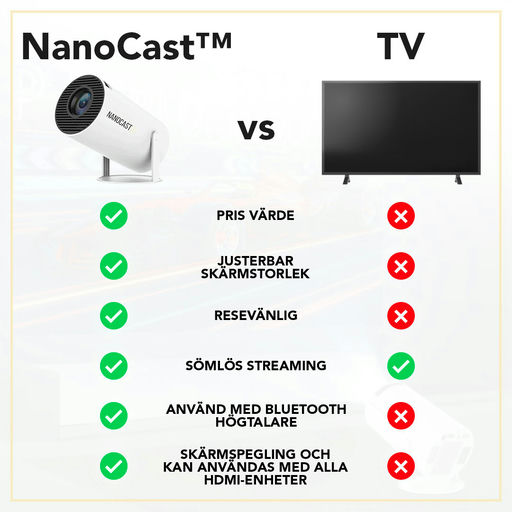 NanoCast™ TV
NANOCAST
VS
PRIS VÄRDE
JUSTERBAR
SKÄRMSTORLEK
RESEVÄNLIG
SÖMLÖS STREAMING
ANVÄND MED BLUETOOTH
HÖGTALARE
SKÄRMSPEGLING OCH
KAN ANVÄNDAS MED ALLA
HDMI-ENHETER